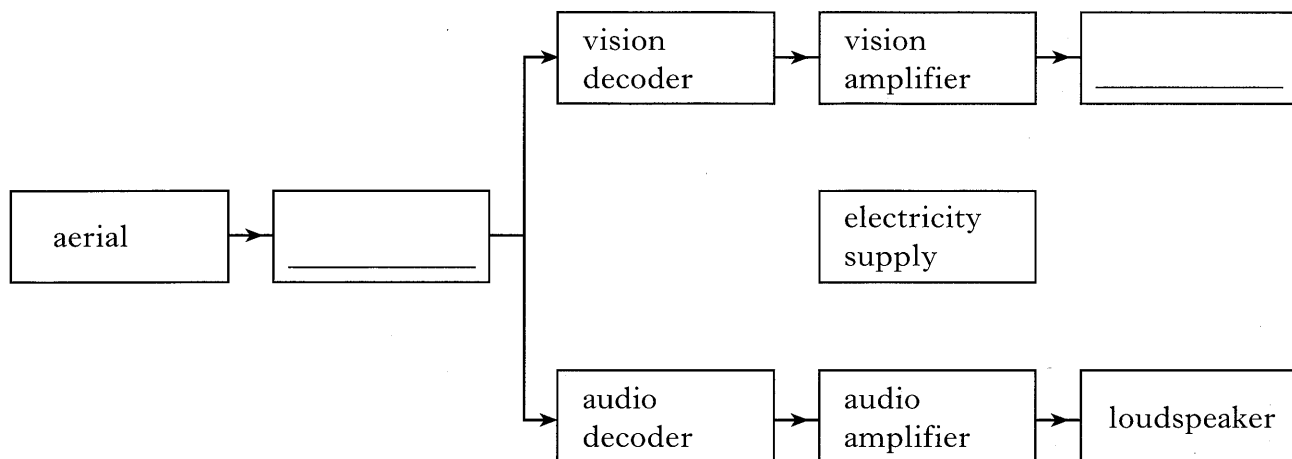 vision
decoder
vision
amplifier
aerial
electricity
supply
audio
decoder
audio
amplifier
loudspeaker